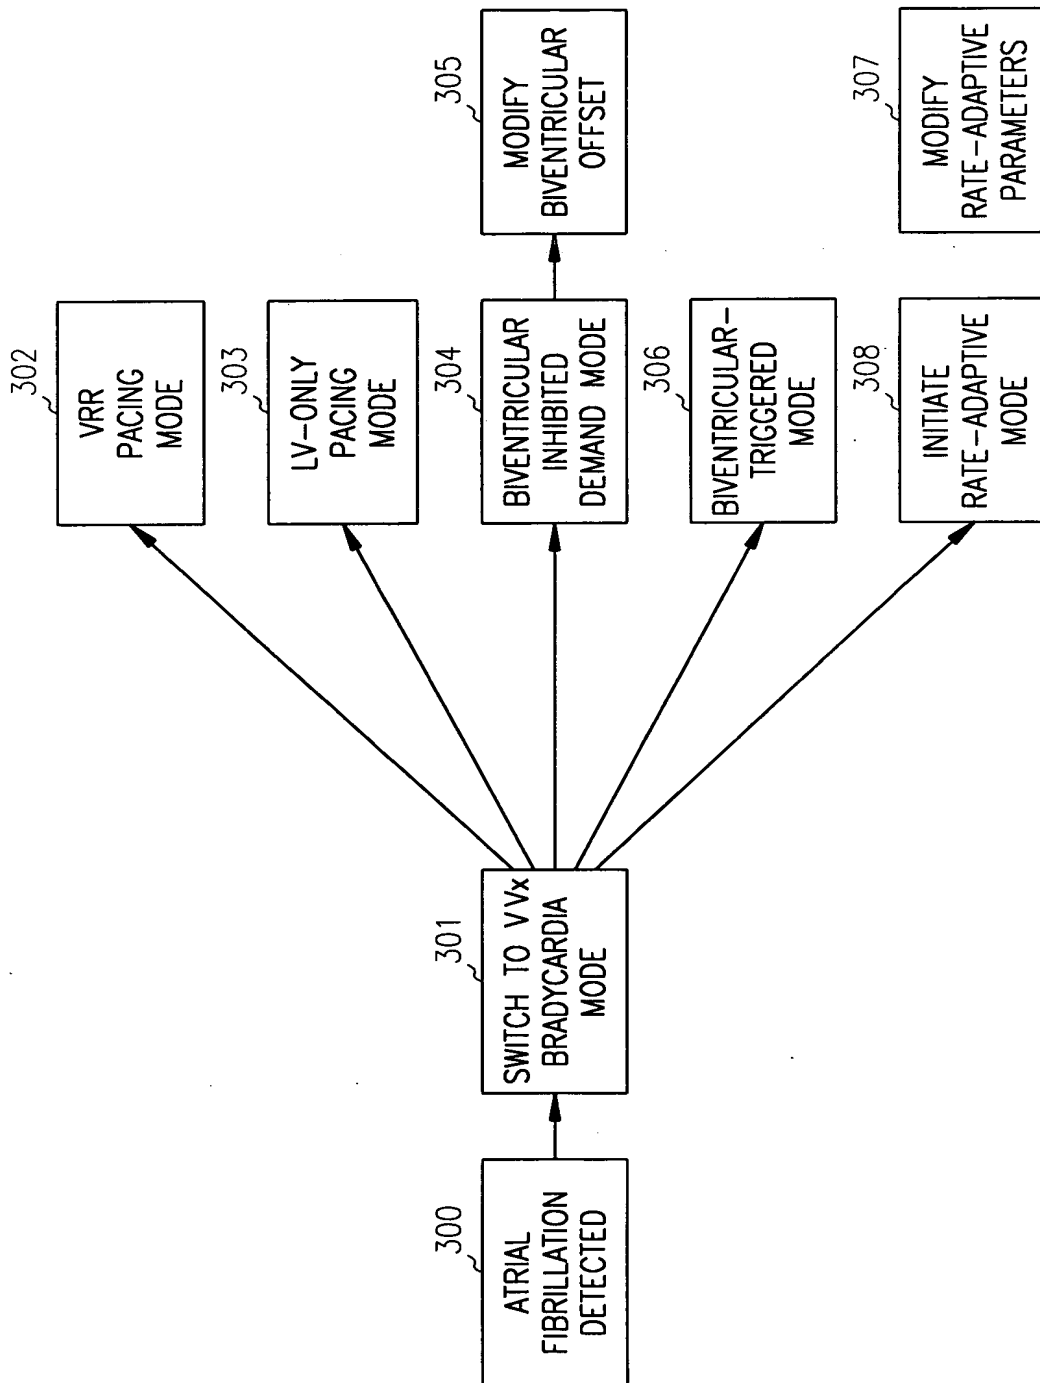 300
ATRIAL
FIBRILLATION
DETECTED
301
SWITCH TO VVx
BRADYCARDIA
MODE
302
VRR
PACING
MODE
303
LV-ONLY
PACING
MODE
304
BIVENTRICULAR
INHIBITED
DEMAND MODE
305
MODIFY
BIVENTRICULAR
OFFSET
306
BIVENTRICULAR-
TRIGGERED
MODE
308
INITIATE
RATE-ADAPTIVE
MODE
307
MODIFY
RATE-ADAPTIVE
PARAMETERS